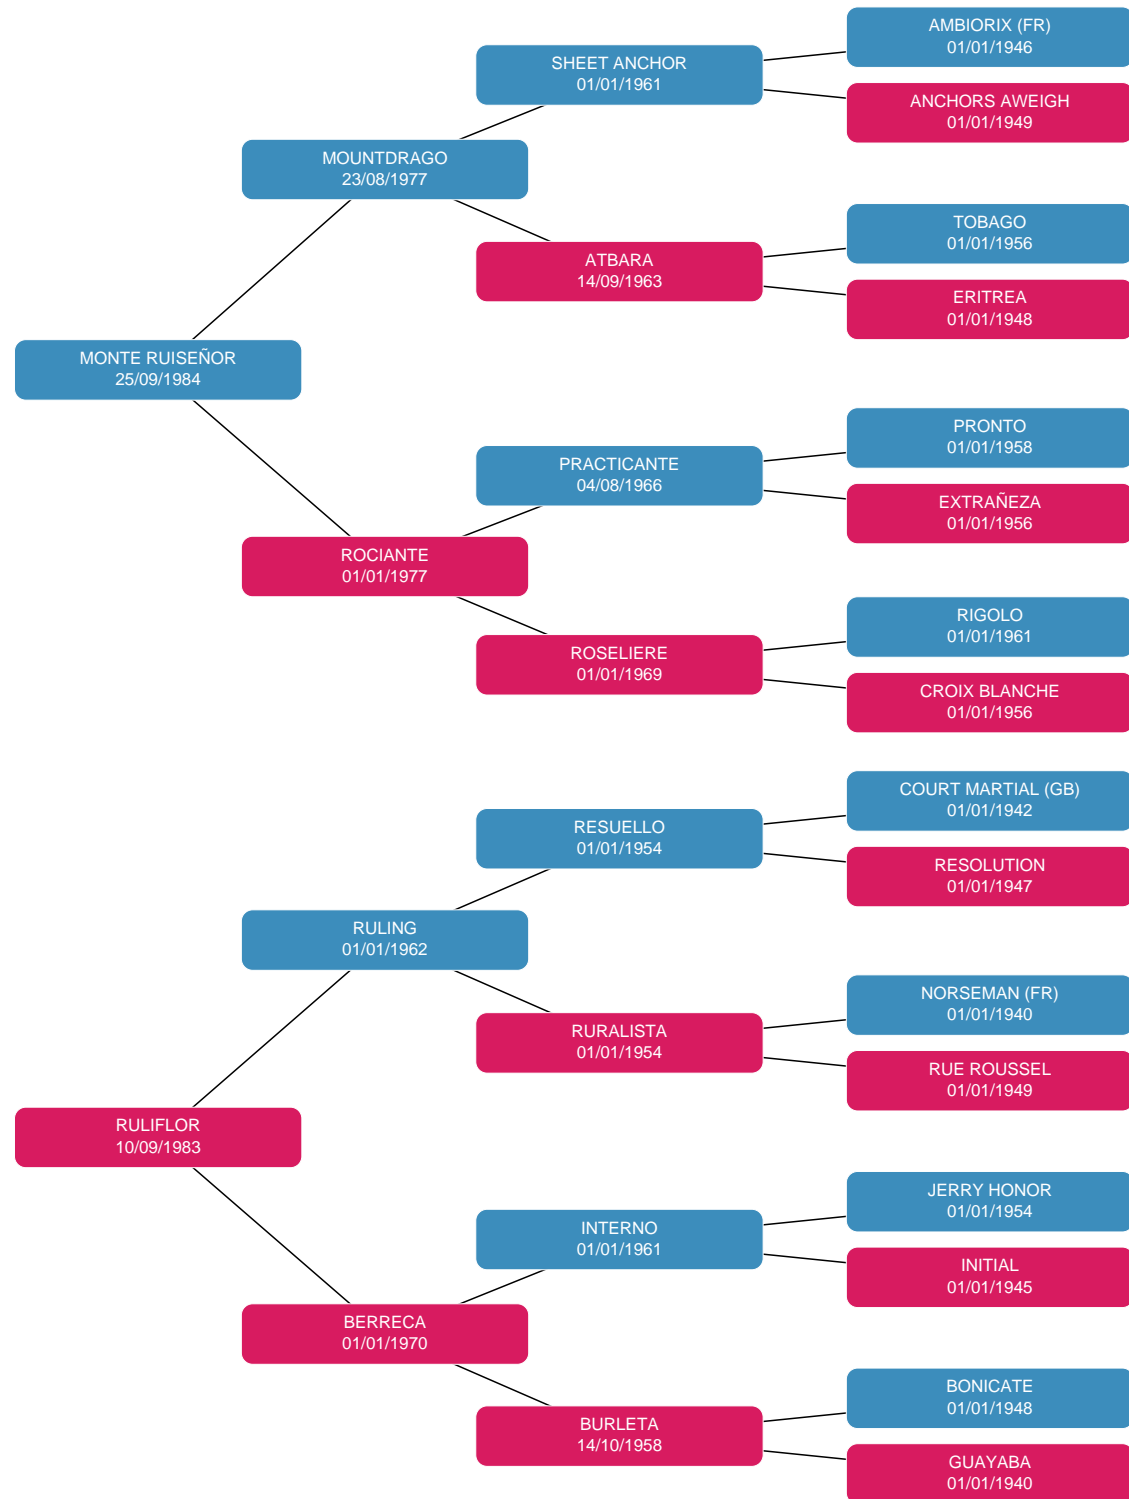 AMBIORIX (FR)
01/01/1946
SHEET ANCHOR
01/01/1961
ANCHORS AWEIGH
01/01/1949
MOUNTDRAGO
23/08/1977
TOBAGO
01/01/1956
ATBARA
14/09/1963
ERITREA
01/01/1948
MONTE RUISEÑOR
25/09/1984
PRONTO
01/01/1958
PRACTICANTE
04/08/1966
EXTRAÑEZA
01/01/1956
ROCIANTE
01/01/1977
RIGOLO
01/01/1961
ROSELIERE
01/01/1969
CROIX BLANCHE
01/01/1956
COURT MARTIAL (GB)
01/01/1942
RESUELLO
01/01/1954
RESOLUTION
01/01/1947
RULING
01/01/1962
NORSEMAN (FR)
01/01/1940
RURALISTA
01/01/1954
RUE ROUSSEL
01/01/1949
RULIFLOR
10/09/1983
JERRY HONOR
01/01/1954
INTERNO
01/01/1961
INITIAL
01/01/1945
BERRECA
01/01/1970
BONICATE
01/01/1948
BURLETA
14/10/1958
GUAYABA
01/01/1940